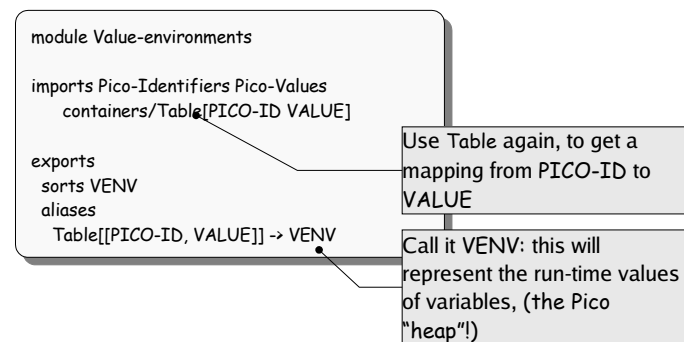 module Value-environments
imports Pico-Identifiers Pico-Values
containers/Table[PICO-ID VALUE]
exports
sorts VENV
aliases
Table[[PICO-ID, VALUE]] -> VENV
Use Table again, to get a
mapping from PICO-ID to
VALUE
Call it VENV: this will
represent the run-time values
of variables, (the Pico
“heap”!)